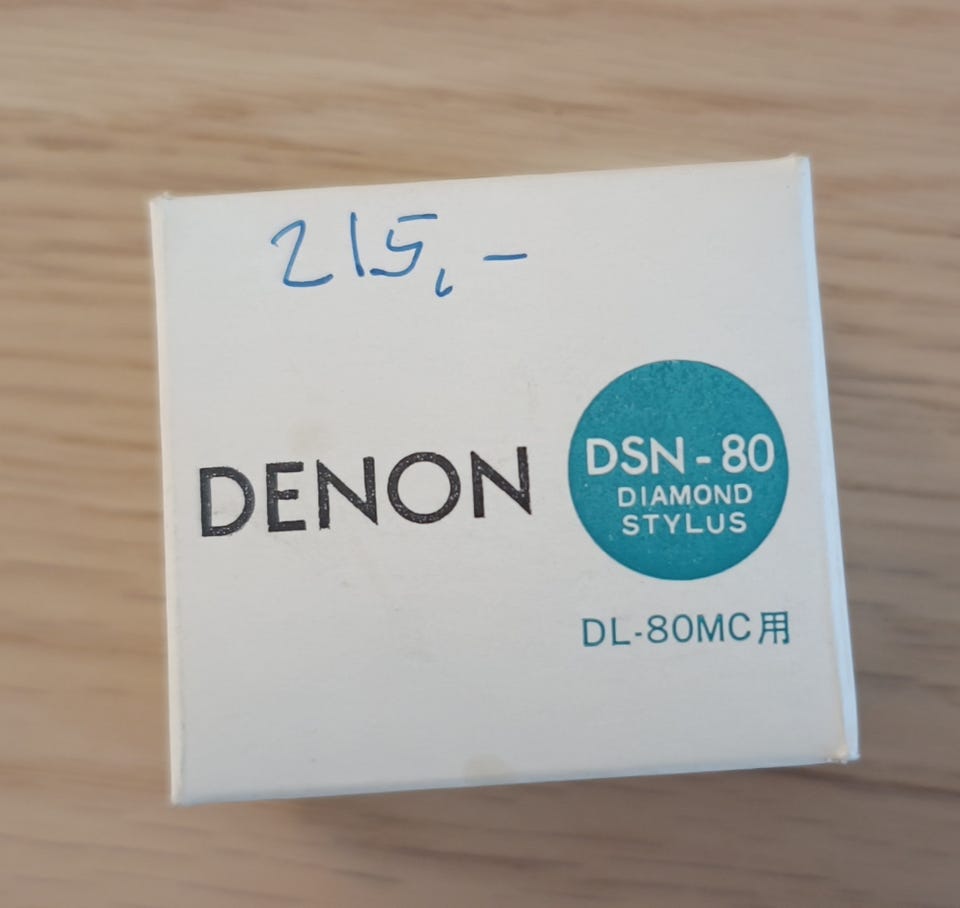 215,-
DENON
DSN-80
DIAMOND
STYLUS
DL-80MC用